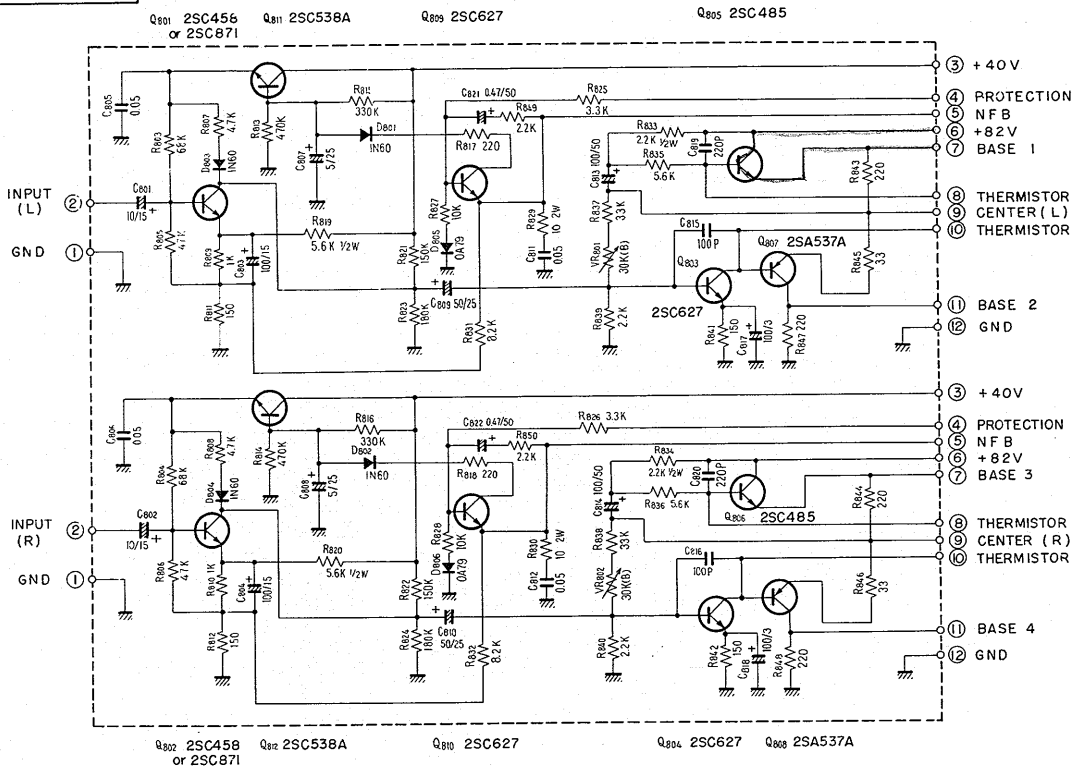 Q801 2SC458 or 2SC871
Q811 2SC538A
Q809 2SC627
Q805 2SC485
③ +40V
④ PROTECTION
⑤ NFB
⑥ +82V
⑦ BASE 1
⑧ THERMISTOR
⑨ CENTER (L)
⑩ THERMISTOR
⑪ BASE 2
⑫ GND
INPUT (L) ②
GND ①
C805 0.05
R803 68K
R807 4.7K
D803 1N60
C801 10/15 +
R805 47K
R809 1K
C803 100/15
R811 150
R813 470K
R815 330K
C807 5/25 +
D801 1N60
R819 5.6K 1/2W
C821 0.47/50
R849 2.2K
R817 220
R827 10K
D805 OA79
R821 150K
R823 180K
C809 50/25
R831 8.2K
R829 10 2W
C811 0.05
R825 3.3K
R833 2.2K 1/2W
R835 5.6K
C819 220P
C813 100/50
R837 33K
VR801 30K(B)
R839 2.2K
C815 100P
Q803 2SC627
Q807 2SA537A
R841 150
C817 100/3
R847 220
R843 220
R845 33
③ +40V
④ PROTECTION
⑤ NFB
⑥ +82V
⑦ BASE 3
⑧ THERMISTOR
⑨ CENTER (R)
⑩ THERMISTOR
⑪ BASE 4
⑫ GND
INPUT (R) ②
GND ①
C806 0.05
R804 68K
R808 4.7K
D804 1N60
C802 10/15 +
R806 47K
R810 1K
C804 100/15
R812 150
R814 470K
R816 330K
C808 5/25 +
D802 1N60
R820 5.6K 1/2W
C822 0.47/50
R850 2.2K
R818 220
R828 10K
D806 OA79
R822 150K
R824 180K
C810 50/25
R832 8.2K
R830 10 2W
C812 0.05
R826 3.3K
R834 2.2K 1/2W
R836 5.6K
C820 220P
C814 100/50
R838 33K
VR802 30K(B)
R840 2.2K
C816 100P
Q806 2SC485
R842 150
C818 100/3
R848 220
R844 220
R846 33
Q802 2SC458 or 2SC871
Q812 2SC538A
Q810 2SC627
Q804 2SC627
Q808 2SA537A